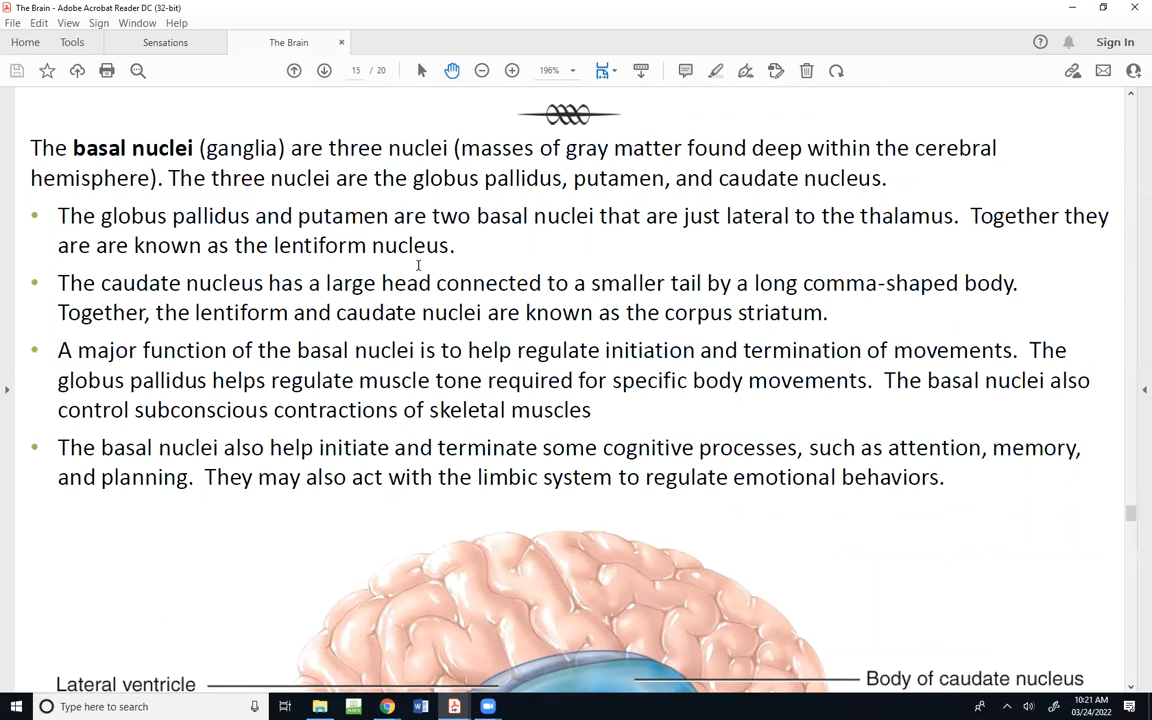 The Brain - Adobe Acrobat Reader DC (32-bit)
File Edit View Sign Window Help
Home Tools Sensations The Brain × Sign In
15 / 20 196%
The basal nuclei (ganglia) are three nuclei (masses of gray matter found deep within the cerebral
hemisphere). The three nuclei are the globus pallidus, putamen, and caudate nucleus.
• The globus pallidus and putamen are two basal nuclei that are just lateral to the thalamus. Together they
are are known as the lentiform nucleus.
• The caudate nucleus has a large head connected to a smaller tail by a long comma-shaped body.
Together, the lentiform and caudate nuclei are known as the corpus striatum.
• A major function of the basal nuclei is to help regulate initiation and termination of movements. The
globus pallidus helps regulate muscle tone required for specific body movements. The basal nuclei also
control subconscious contractions of skeletal muscles
• The basal nuclei also help initiate and terminate some cognitive processes, such as attention, memory,
and planning. They may also act with the limbic system to regulate emotional behaviors.
Lateral ventricle
Body of caudate nucleus
Type here to search
10:21 AM
03/24/2022